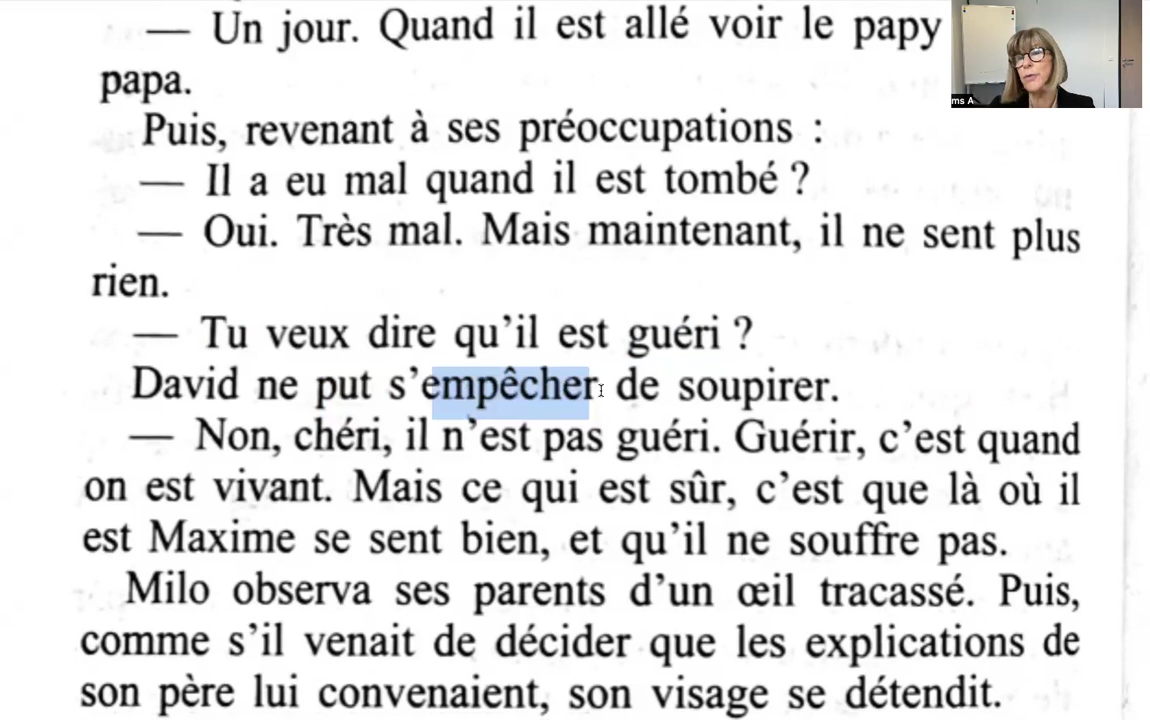 — Un jour. Quand il est allé voir le papy
papa.
Puis, revenant à ses préoccupations :
— Il a eu mal quand il est tombé ?
— Oui. Très mal. Mais maintenant, il ne sent plus
rien.
— Tu veux dire qu’il est guéri ?
David ne put s’empêcher de soupirer.
— Non, chéri, il n’est pas guéri. Guérir, c’est quand
on est vivant. Mais ce qui est sûr, c’est que là où il
est Maxime se sent bien, et qu’il ne souffre pas.
Milo observa ses parents d’un œil tracassé. Puis,
comme s’il venait de décider que les explications de
son père lui convenaient, son visage se détendit.
ms A